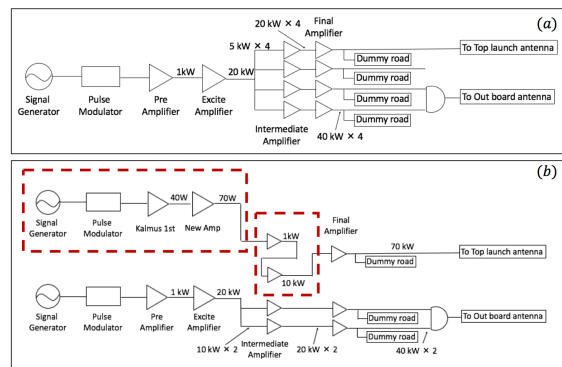 (a)
20 kW × 4
Final
Amplifier
5 kW × 4
To Top launch antenna
1kW
20 kW
Dummy road
Dummy road
Dummy road
To Out board antenna
Dummy road
Signal
Generator
Pulse
Modulator
Pre
Amplifier
Excite
Amplifier
Intermediate
Amplifier
40 kW × 4
(b)
40W
70W
Signal
Generator
Pulse
Modulator
Kalmus 1st
New Amp
1kW
10 kW
Final
Amplifier
70 kW
To Top launch antenna
Dummy road
1 kW
20 kW
Signal
Generator
Pulse
Modulator
Pre
Amplifier
Excite
Amplifier
10 kW × 2
Intermediate
Amplifier
20 kW × 2
Dummy road
Dummy road
40 kW × 2
To Out board antenna